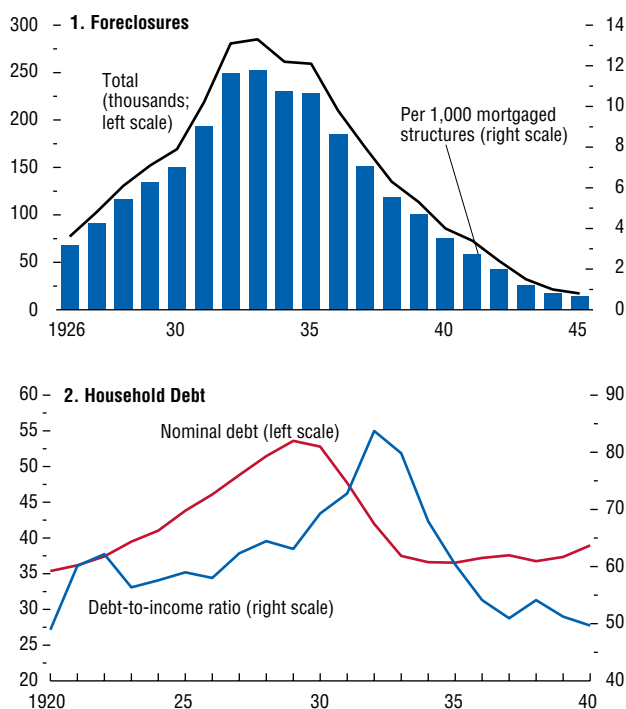 1. Foreclosures
300
250
200
150
100
50
0
14
12
10
8
6
4
2
0
Total
(thousands;
left scale)
Per 1,000 mortgaged
structures (right scale)
1926 30 35 40 45
2. Household Debt
60
55
50
45
40
35
30
25
20
90
80
70
60
50
40
Nominal debt (left scale)
Debt-to-income ratio (right scale)
1920 25 30 35 40